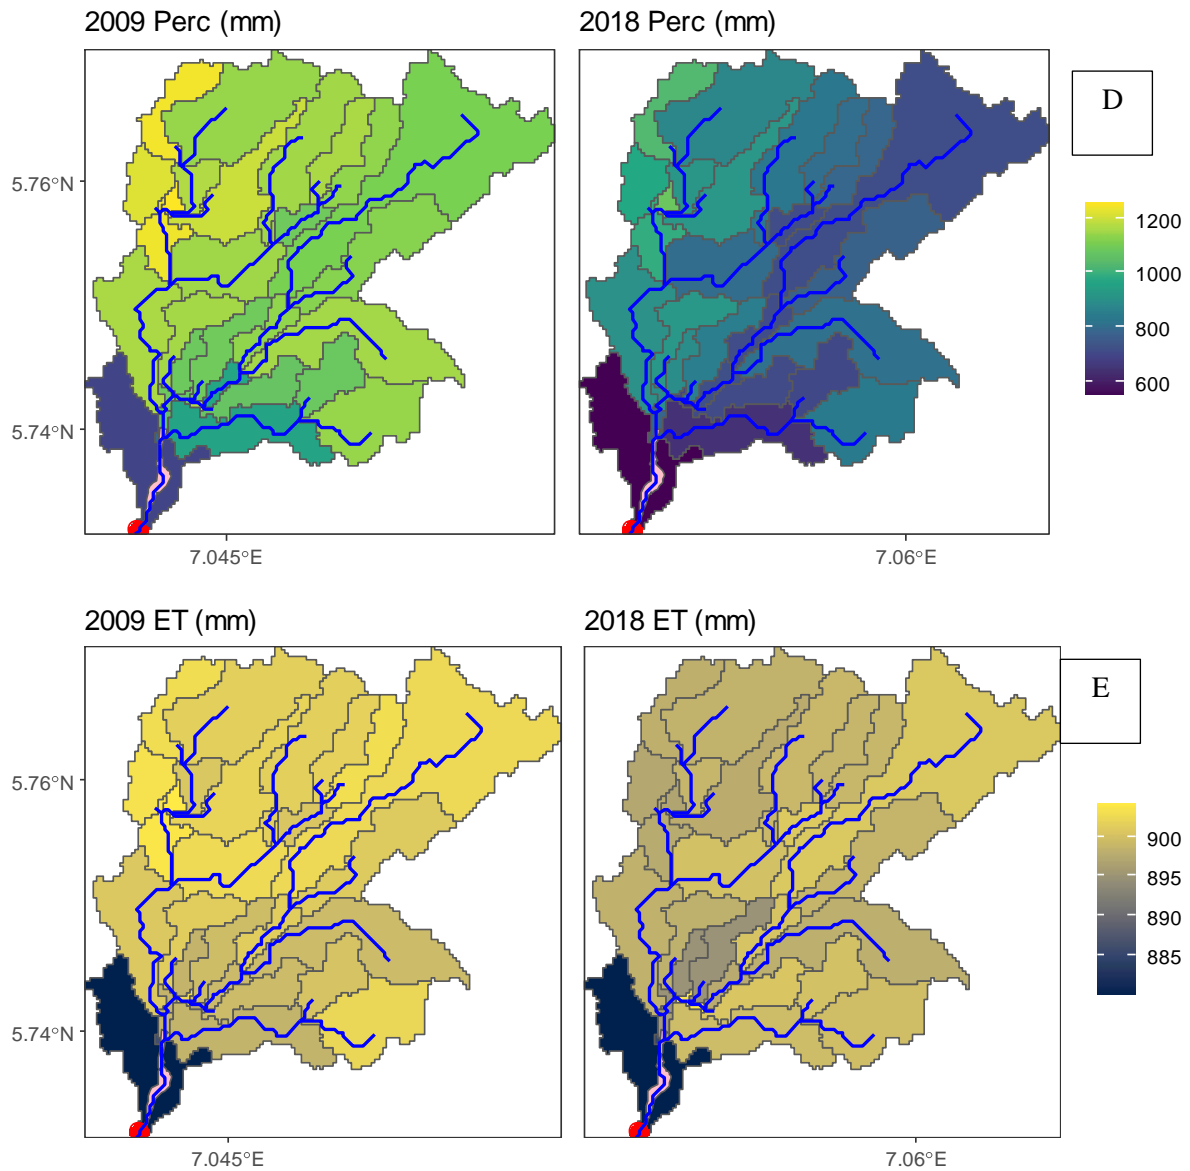 2009 Perc (mm)
2018 Perc (mm)
D
5.76°N
5.74°N
7.045°E
7.06°E
1200
1000
800
600
2009 ET (mm)
2018 ET (mm)
E
5.76°N
5.74°N
7.045°E
7.06°E
900
895
890
885